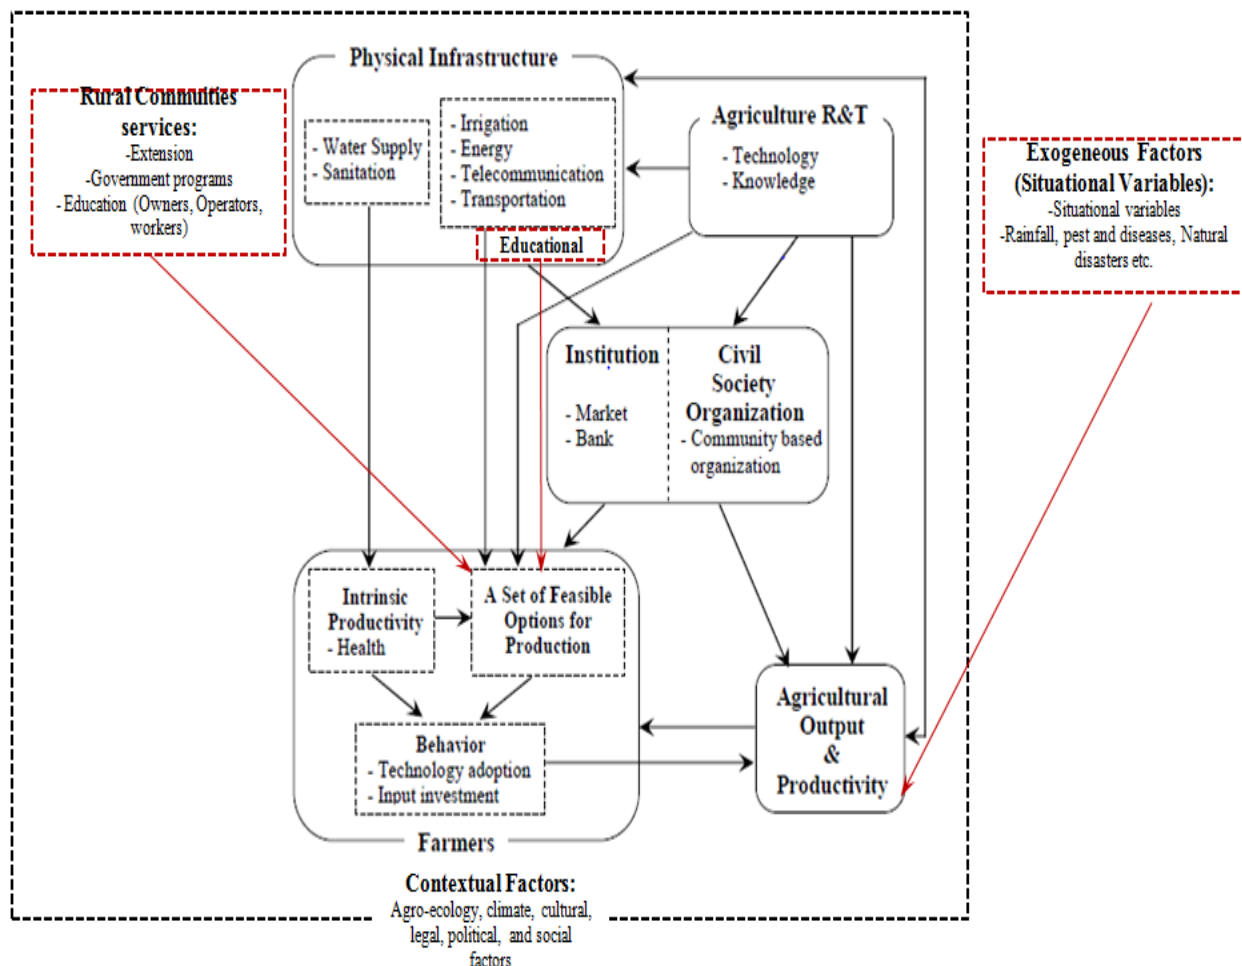 Physical Infrastructure
Rural Commuities
services:
-Extension
-Government programs
-Education (Owners, Operators,
workers)
- Water Supply
- Sanitation
- Irrigation
- Energy
- Telecommunication
- Transportation
Educational
Agriculture R&T
- Technology
- Knowledge
Exogeneous Factors
(Situational Variables):
-Situational variables
-Rainfall, pest and diseases, Natural
disasters etc.
Institution
- Market
- Bank
Civil
Society
Organization
- Community based
organization
Intrinsic
Productivity
- Health
A Set of Feasible
Options for
Production
Behavior
- Technology adoption
- Input investment
Farmers
Agricultural
Output
&
Productivity
Contextual Factors:
Agro-ecology, climate, cultural,
legal, political, and social
factors